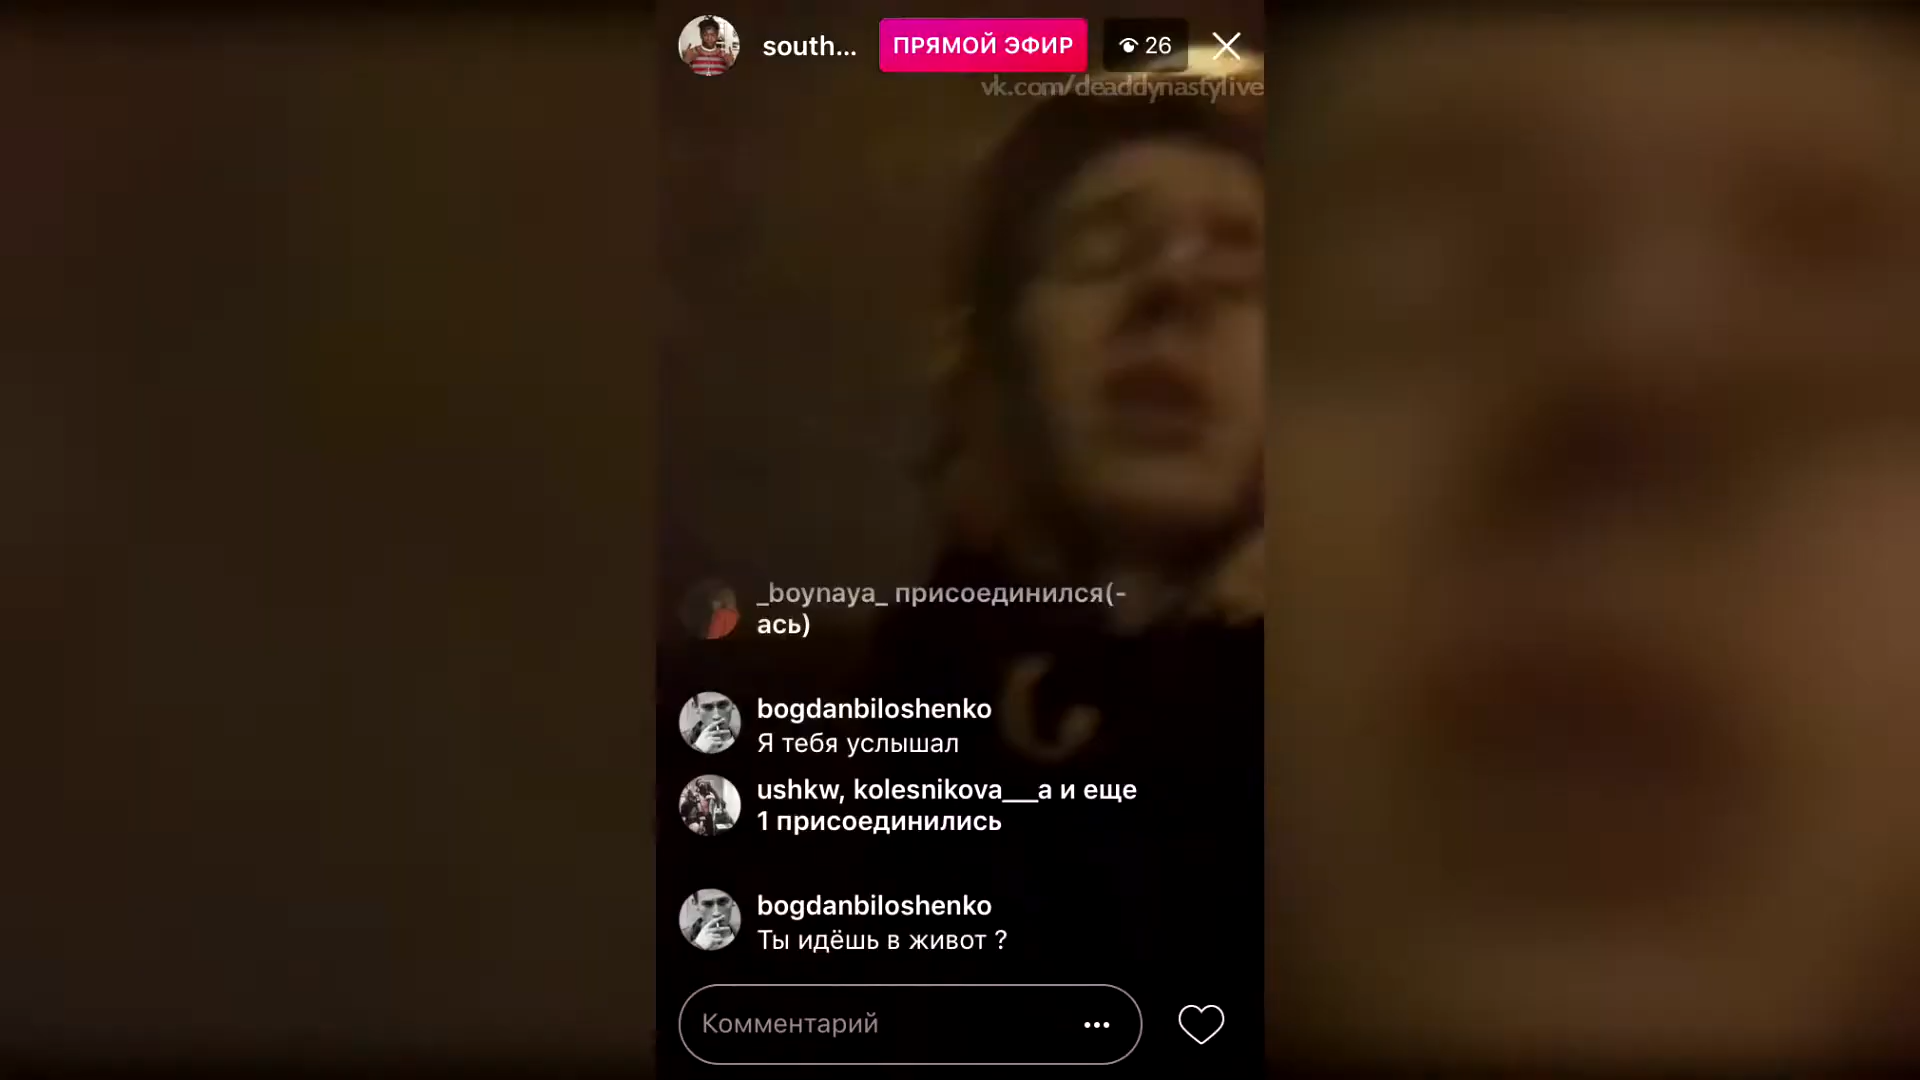 south...
ПРЯМОЙ ЭФИР
26
vk.com/deaddynastylive
_boynaya_ присоединился(-
ась)
bogdanbiloshenko
Я тебя услышал
ushkw, kolesnikova___a и еще
1 присоединились
bogdanbiloshenko
Ты идёшь в живот ?
Комментарий